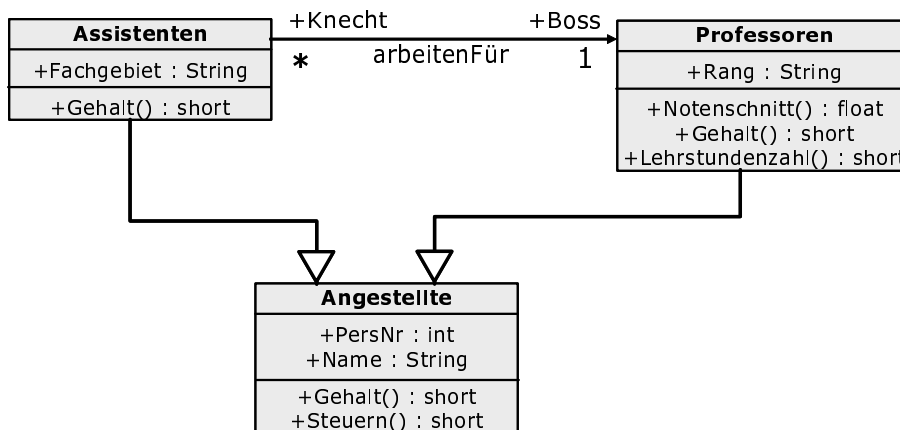 Assistenten
+Fachgebiet : String
+Gehalt() : short
+Knecht
+Boss
*
arbeitenFür
1
Professoren
+Rang : String
+Notenschnitt() : float
+Gehalt() : short
+Lehrstundenzahl() : short
Angestellte
+PersNr : int
+Name : String
+Gehalt() : short
+Steuern() : short